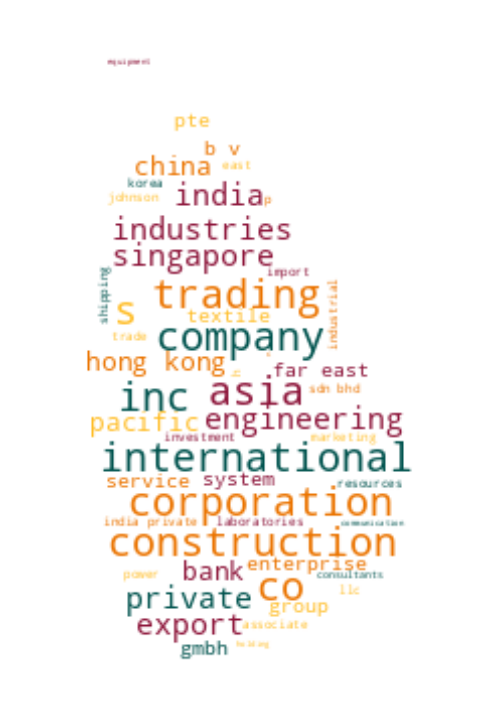 equipment
pte
b v
china east
korea
johnson india p
industries
singapore
import
shipping
trading
industrial
s textile
trade company
hong kong
far east
inc asia sdn bhd
pacific engineering
investment marketing
international
service system resources
corporation
india private laboratories communication
construction
bank enterprise
power co consultants
private llc
group
export associate
gmbh holding